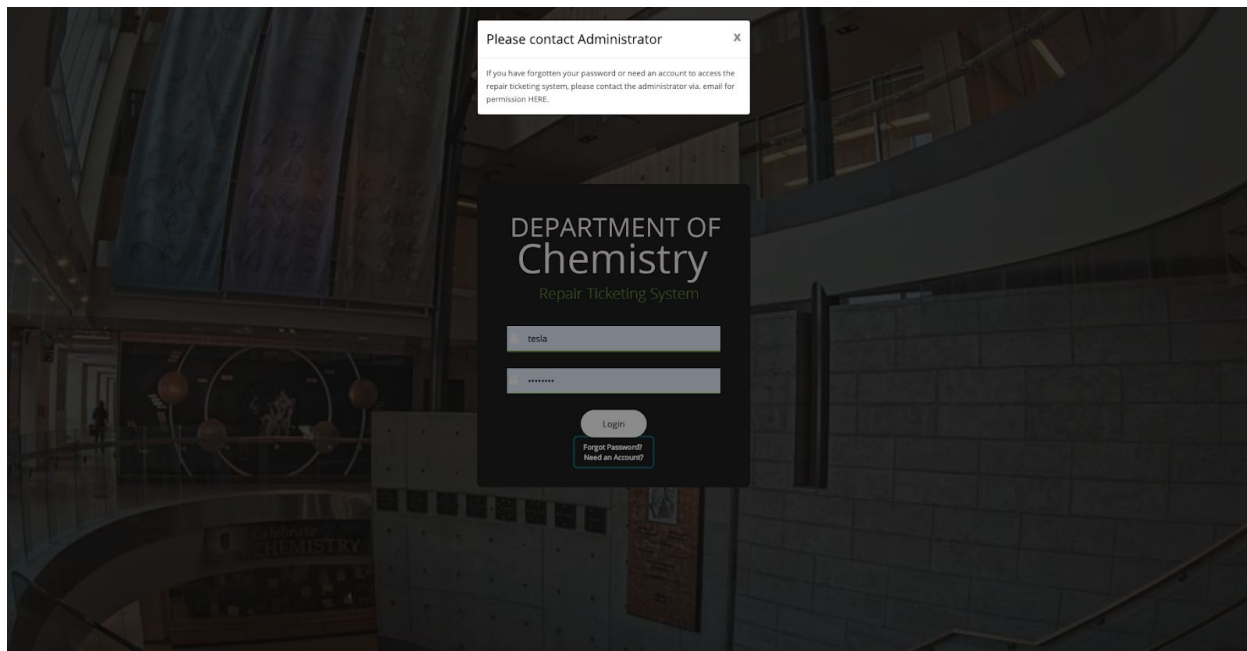 Please contact Administrator
X
If you have forgotten your password or need an account to access the
repair ticketing system, please contact the administrator via. email for
permission HERE.
DEPARTMENT OF
Chemistry
Repair Ticketing System
tesla
••••••••
Login
Forgot Password?
Need an Account?
Celebrate
CHEMISTRY